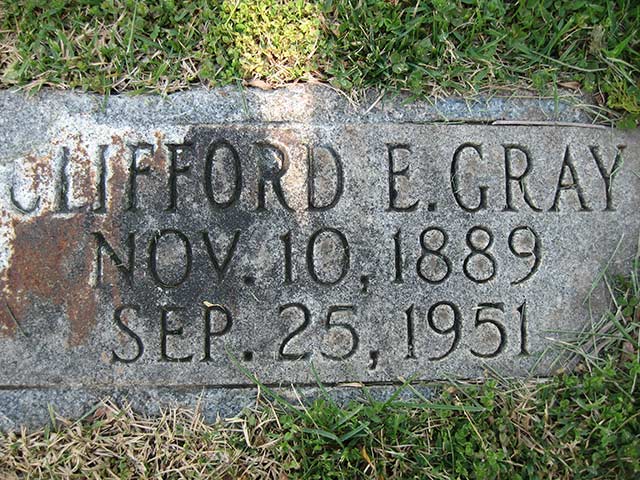 CLIFFORD E. GRAY
NOV. 10, 1889
SEP. 25, 1951